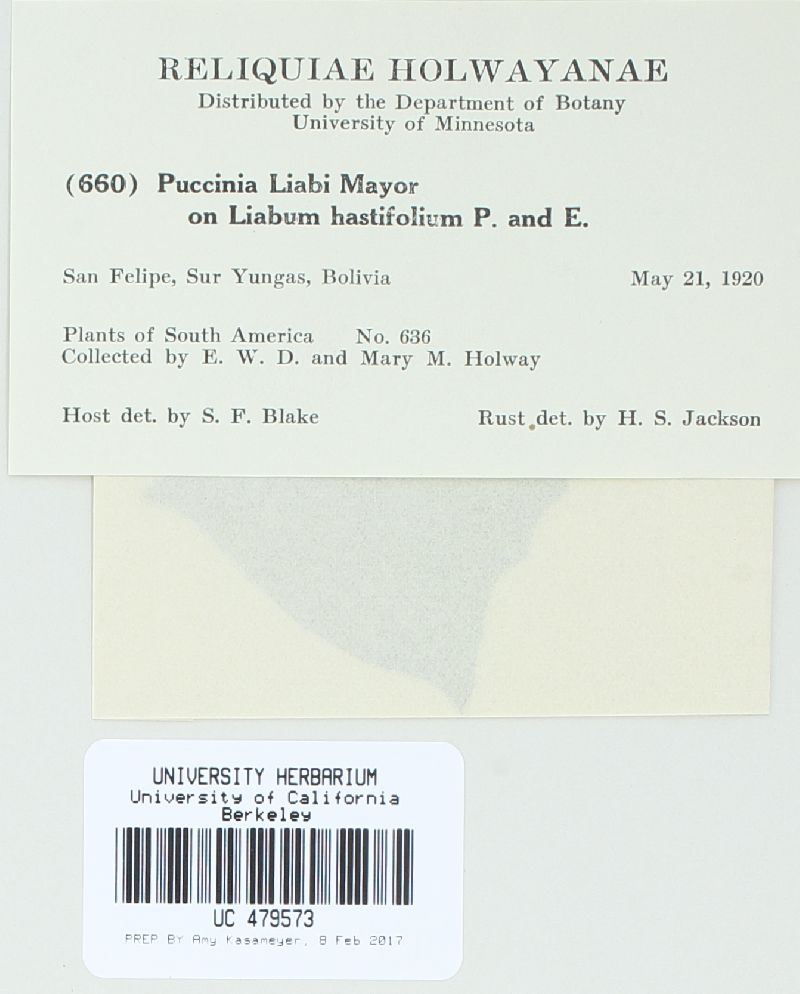 RELIQUIAE HOLWAYANAE
Distributed by the Department of Botany
University of Minnesota
(660) Puccinia Liabi Mayor
on Liabum hastifolium P. and E.
San Felipe, Sur Yungas, Bolivia May 21, 1920
Plants of South America No. 636
Collected by E. W. D. and Mary M. Holway
Host det. by S. F. Blake Rust det. by H. S. Jackson
UNIVERSITY HERBARIUM
University of California
Berkeley
UC 479573
PREP BY Amy Kasameyer, 8 Feb 2017